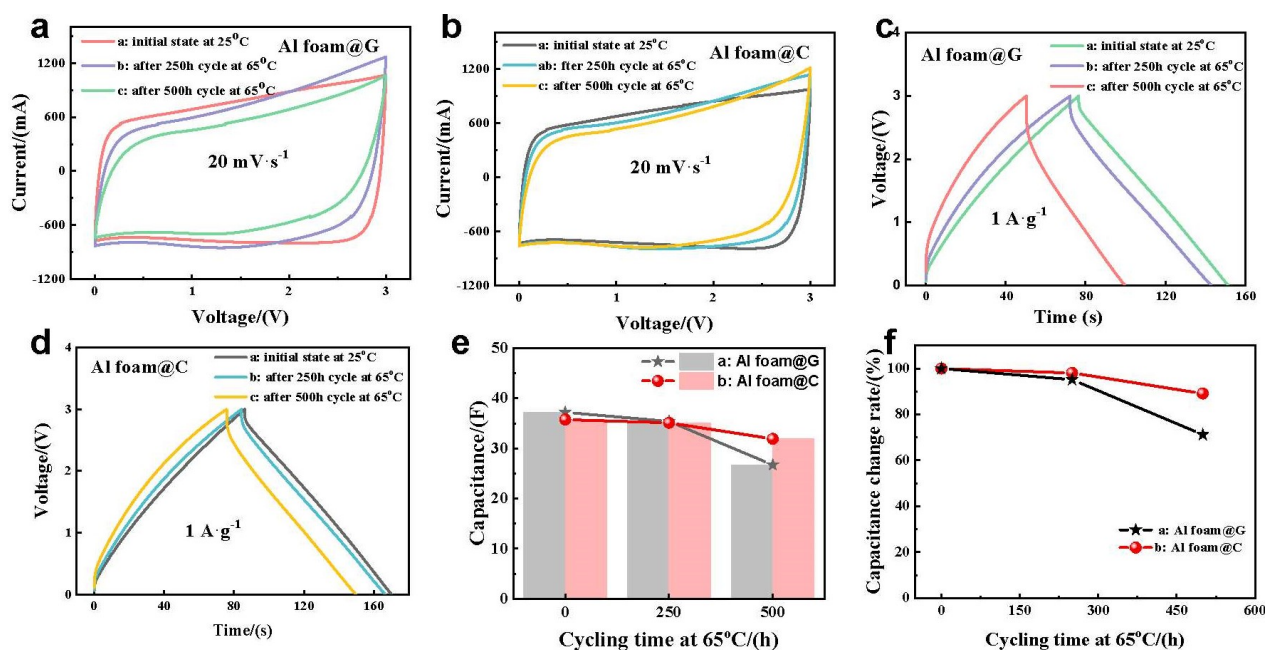 a
Al foam@G
a: initial state at 25°C
b: after 250h cycle at 65°C
c: after 500h cycle at 65°C
20 mV·s⁻¹
Current/(mA)
1200
600
0
-600
-1200
0
1
2
3
Voltage/(V)
b
Al foam@C
a: initial state at 25°C
ab: fter 250h cycle at 65°C
c: after 500h cycle at 65°C
20 mV·s⁻¹
Current/(mA)
1200
600
0
-600
-1200
0
1
2
3
Voltage/(V)
c
Al foam@G
a: initial state at 25°C
b: after 250h cycle at 65°C
c: after 500h cycle at 65°C
1 A·g⁻¹
Voltage/(V)
4
3
2
1
0
0
40
80
120
160
Time (s)
d
Al foam@C
a: initial state at 25°C
b: after 250h cycle at 65°C
c: after 500h cycle at 65°C
1 A·g⁻¹
Voltage/(V)
4
3
2
1
0
0
40
80
120
160
Time/(s)
e
a: Al foam@G
b: Al foam@C
Capacitance/(F)
50
40
30
20
10
0
0
250
500
Cycling time at 65°C/(h)
f
a: Al foam@G
b: Al foam@C
Capacitance change rate/(%)
100
80
60
40
20
0
0
150
300
450
600
Cycling time at 65°C/(h)